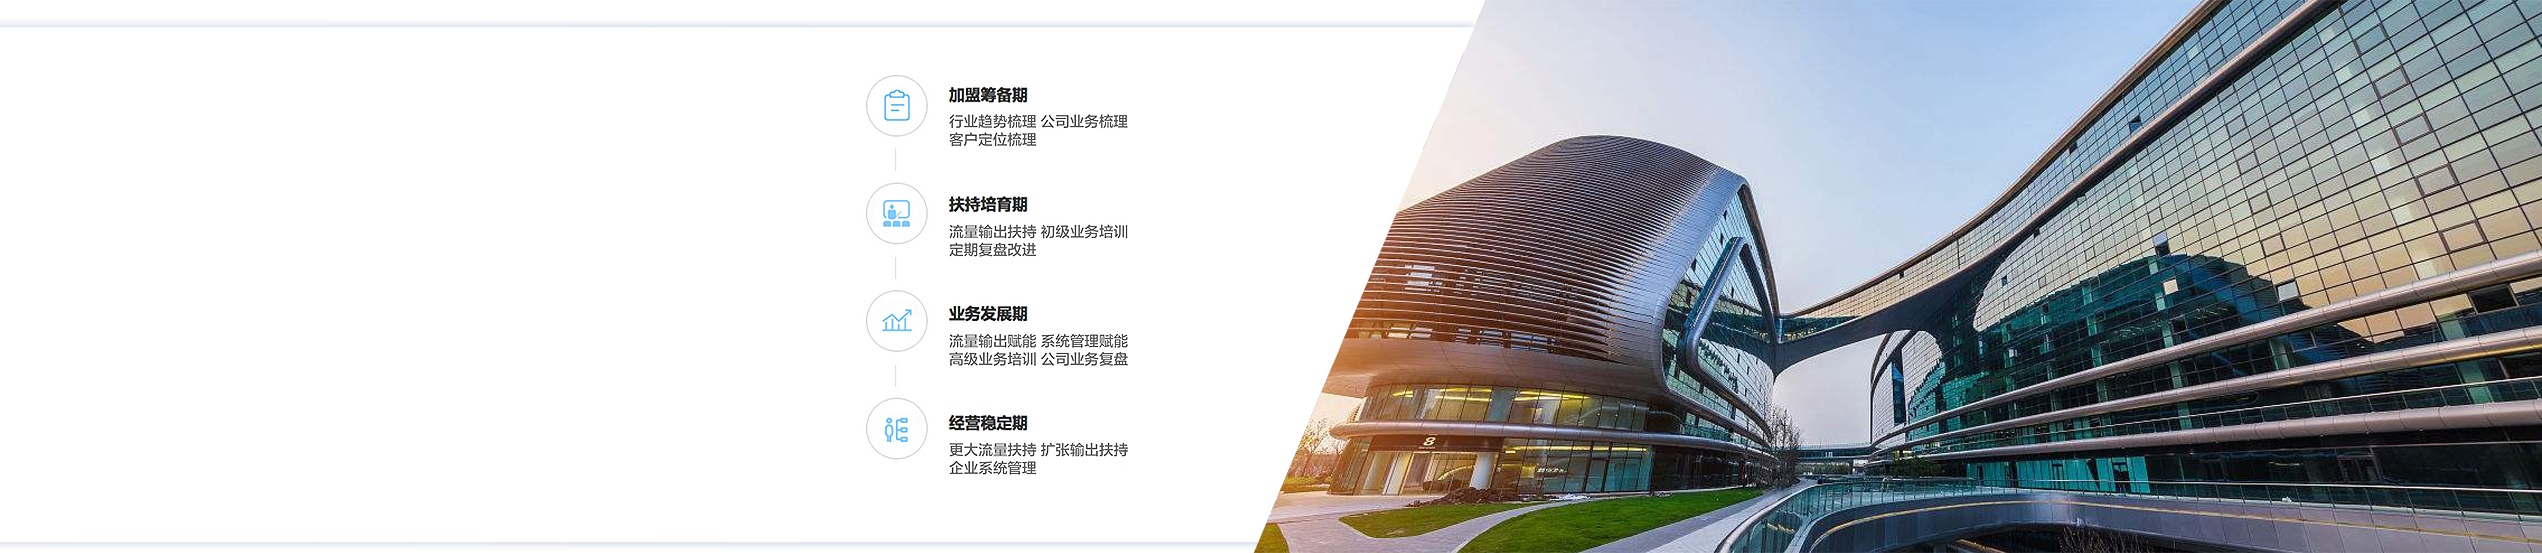 加盟筹备期
行业趋势梳理 公司业务梳理
客户定位梳理
扶持培育期
流量输出扶持 初级业务培训
定期复盘改进
业务发展期
流量输出赋能 系统管理赋能
高级业务培训 公司业务复盘
经营稳定期
更大流量扶持 扩张输出扶持
企业系统管理
8